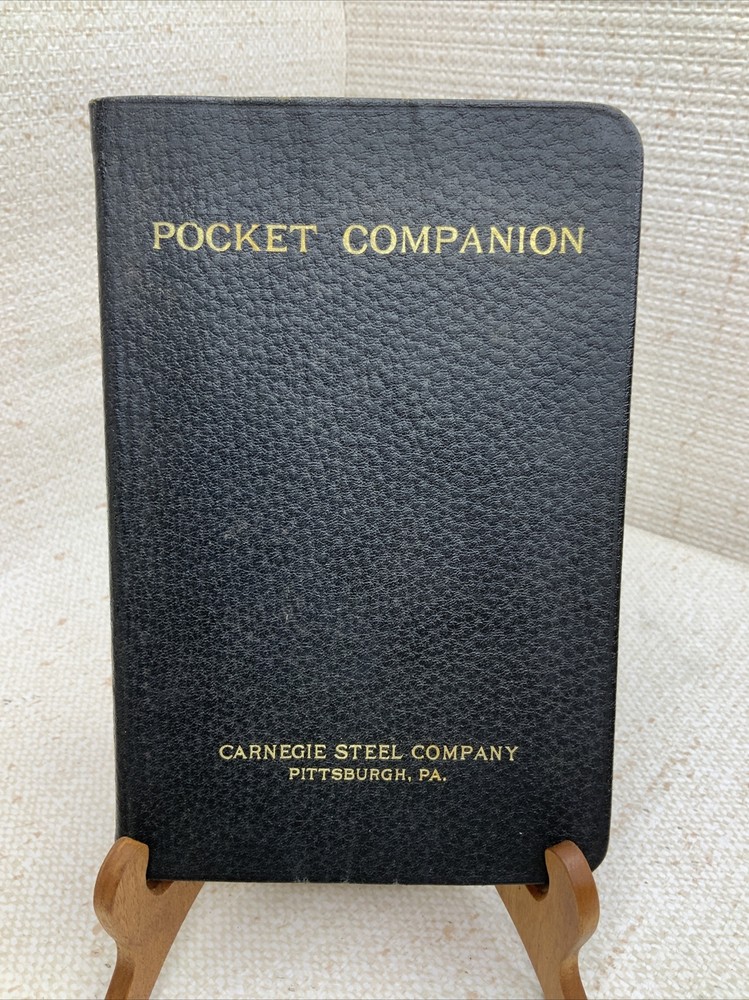 POCKET COMPANION
CARNEGIE STEEL COMPANY
PITTSBURGH, PA.